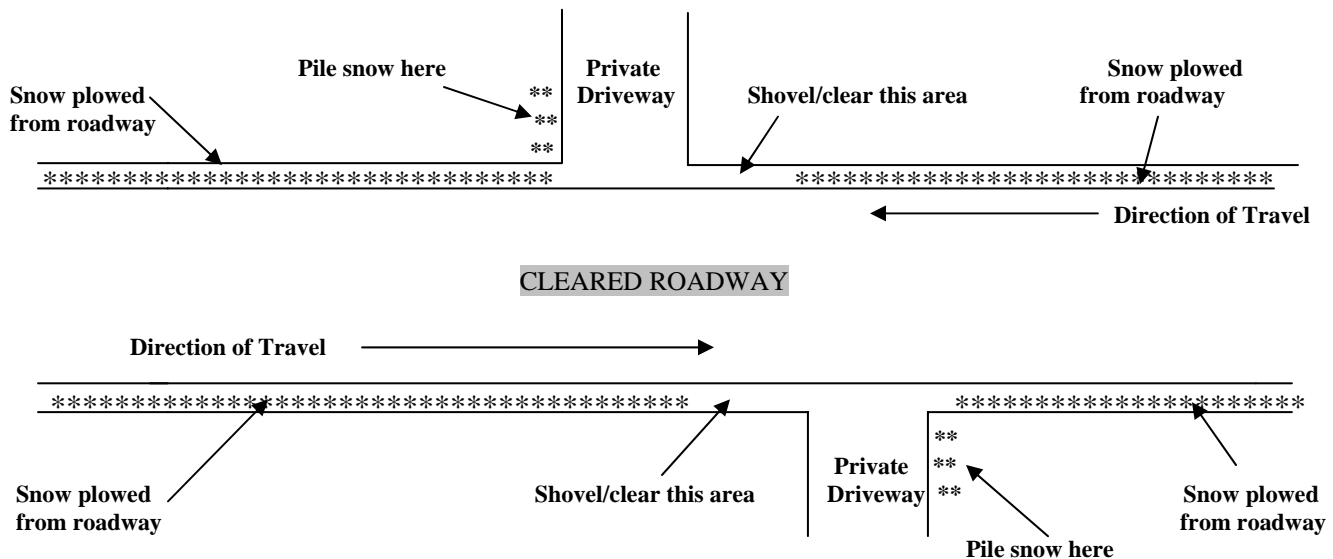 Pile snow here
Private
Driveway
Snow plowed
from roadway
Snow plowed
from roadway
Shovel/clear this area
**
**
**
********************************
******************************
Direction of Travel
CLEARED ROADWAY
Direction of Travel
****************************************
**********************
**
**
**
Private
Driveway
Snow plowed
from roadway
Shovel/clear this area
Snow plowed
from roadway
Pile snow here